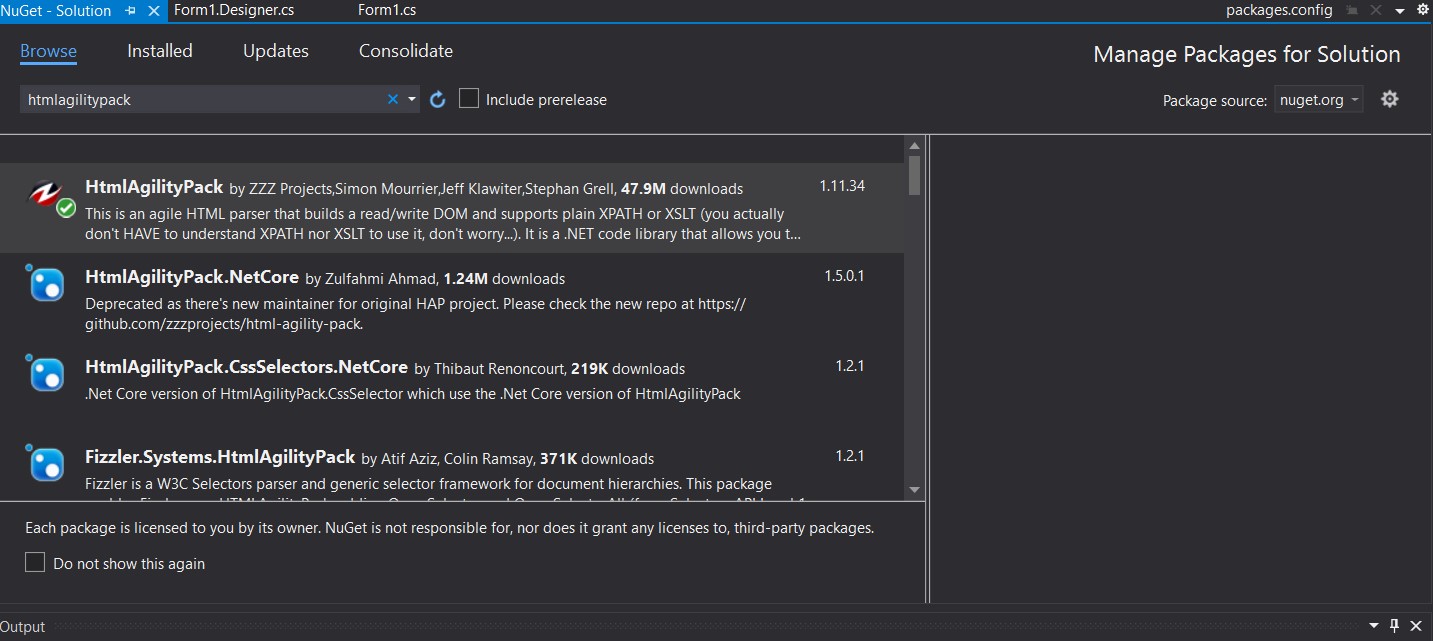 NuGet - Solution Form1.Designer.cs Form1.cs packages.config
Browse Installed Updates Consolidate Manage Packages for Solution
htmlagilitypack Include prerelease Package source: nuget.org
HtmlAgilityPack by ZZZ Projects,Simon Mourrier,Jeff Klawiter,Stephan Grell, 47.9M downloads 1.11.34
This is an agile HTML parser that builds a read/write DOM and supports plain XPATH or XSLT (you actually
don't HAVE to understand XPATH nor XSLT to use it, don't worry...). It is a .NET code library that allows you t...
HtmlAgilityPack.NetCore by Zulfahmi Ahmad, 1.24M downloads 1.5.0.1
Deprecated as there's new maintainer for original HAP project. Please check the new repo at https://
github.com/zzzprojects/html-agility-pack.
HtmlAgilityPack.CssSelectors.NetCore by Thibaut Renoncourt, 219K downloads 1.2.1
.Net Core version of HtmlAgilityPack.CssSelector which use the .Net Core version of HtmlAgilityPack
Fizzler.Systems.HtmlAgilityPack by Atif Aziz, Colin Ramsay, 371K downloads 1.2.1
Fizzler is a W3C Selectors parser and generic selector framework for document hierarchies. This package
Each package is licensed to you by its owner. NuGet is not responsible for, nor does it grant any licenses to, third-party packages.
Do not show this again
Output